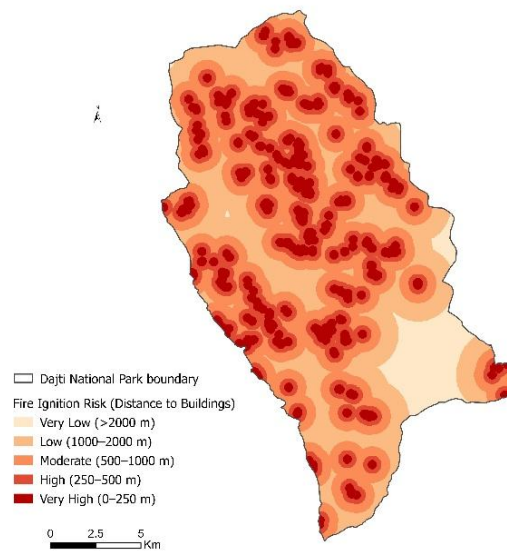 Dajti National Park boundary
Fire Ignition Risk (Distance to Buildings)
Very Low (>2000 m)
Low (1000–2000 m)
Moderate (500–1000 m)
High (250–500 m)
Very High (0–250 m)
0 2.5 5
Km